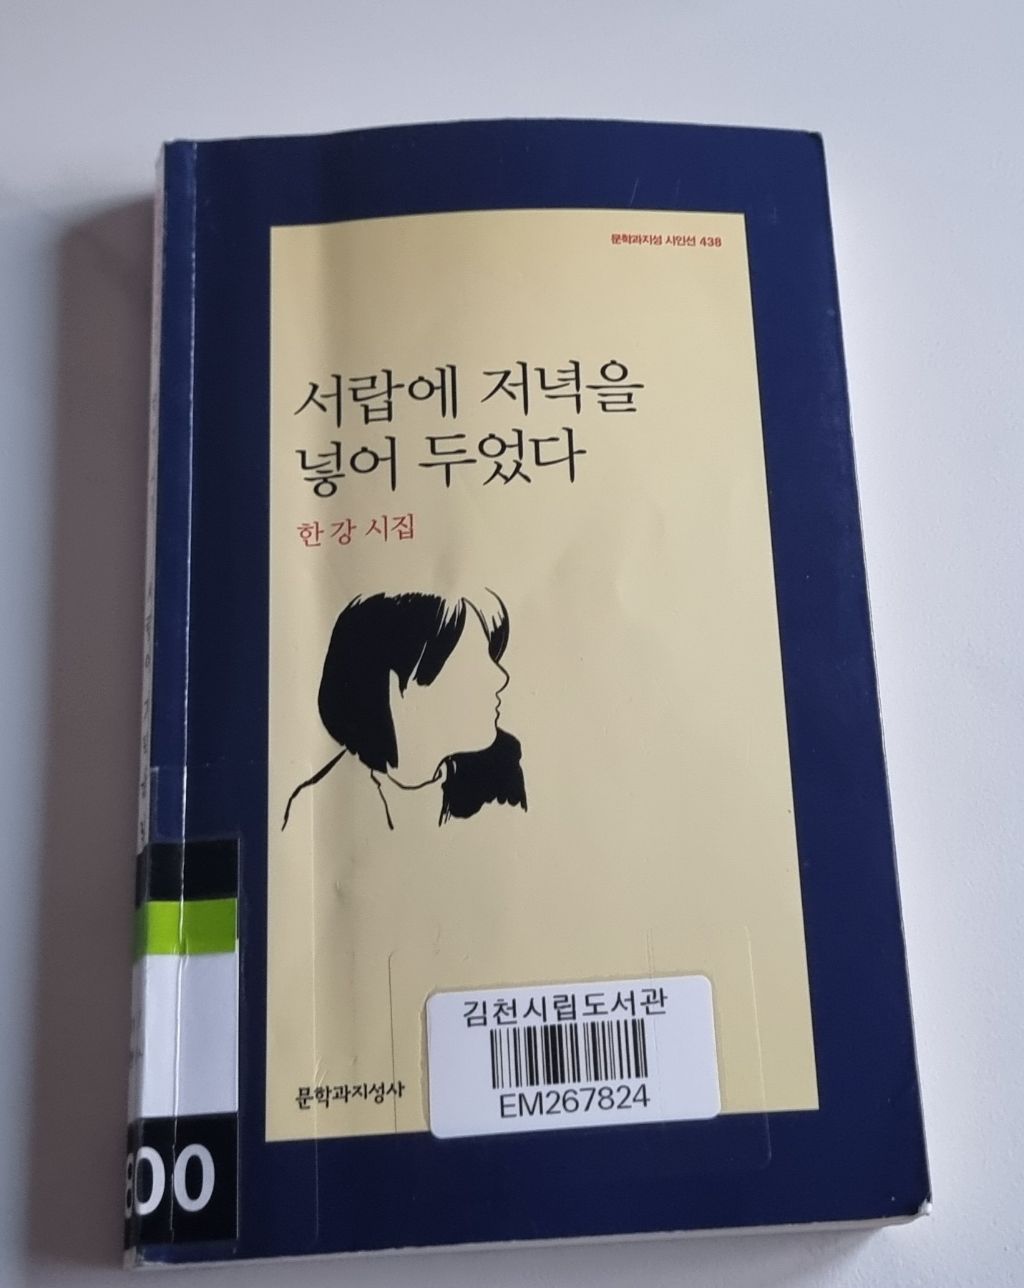 문학과지성 시인선 438
서랍에 저녁을
넣어 두었다
한강 시집
문학과지성사
김천시립도서관
EM267824
800